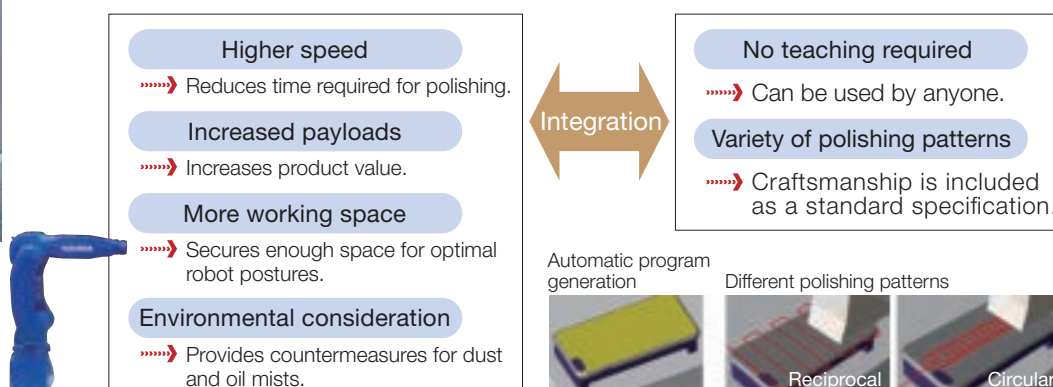 Higher speed
Reduces time required for polishing.
Increased payloads
Increases product value.
More working space
Secures enough space for optimal
robot postures.
Environmental consideration
Provides countermeasures for dust
and oil mists.
Integration
No teaching required
Can be used by anyone.
Variety of polishing patterns
Craftsmanship is included
as a standard specification.
Automatic program
generation
Different polishing patterns
Reciprocal
Circular